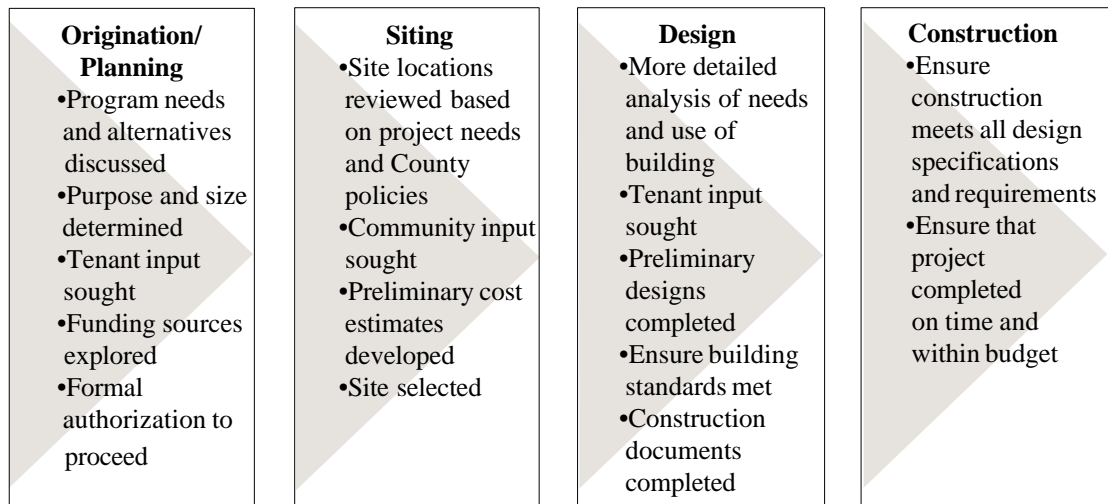 Origination/
Planning
•Program needs
and alternatives
discussed
•Purpose and size
determined
•Tenant input
sought
•Funding sources
explored
•Formal
authorization to
proceed
Siting
•Site locations
reviewed based
on project needs
and County
policies
•Community input
sought
•Preliminary cost
estimates
developed
•Site selected
Design
•More detailed
analysis of needs
and use of
building
•Tenant input
sought
•Preliminary
designs
completed
•Ensure building
standards met
•Construction
documents
completed
Construction
•Ensure
construction
meets all design
specifications
and requirements
•Ensure that
project
completed
on time and
within budget